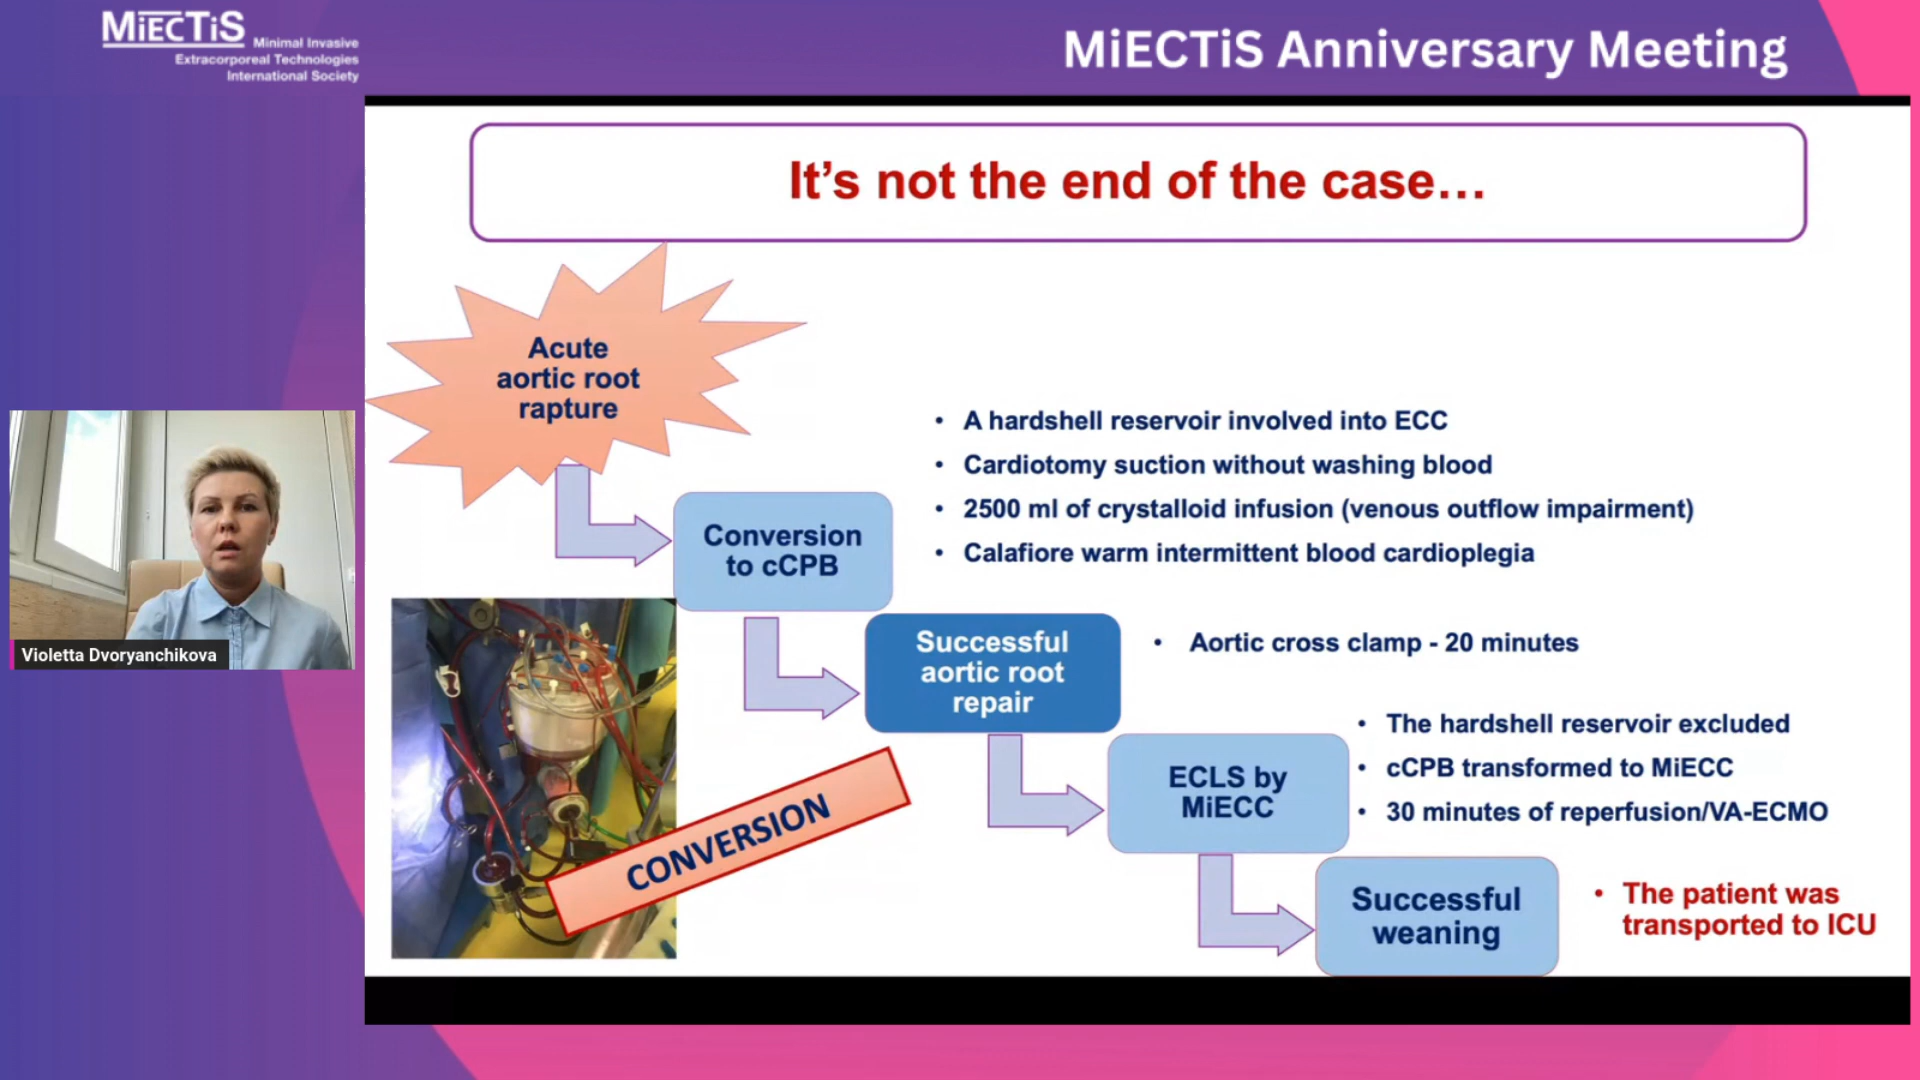 MiECTiS
Minimal Invasive
Extracorporeal Technologies
International Society
MiECTiS Anniversary Meeting
It's not the end of the case…
Acute
aortic root
rapture
• A hardshell reservoir involved into ECC
• Cardiotomy suction without washing blood
• 2500 ml of crystalloid infusion (venous outflow impairment)
• Calafiore warm intermittent blood cardioplegia
Conversion
to cCPB
Successful
aortic root
repair
• Aortic cross clamp - 20 minutes
Violetta Dvoryanchikova
CONVERSION
ECLS by
MiECC
• The hardshell reservoir excluded
• cCPB transformed to MiECC
• 30 minutes of reperfusion/VA-ECMO
Successful
weaning
• The patient was
transported to ICU